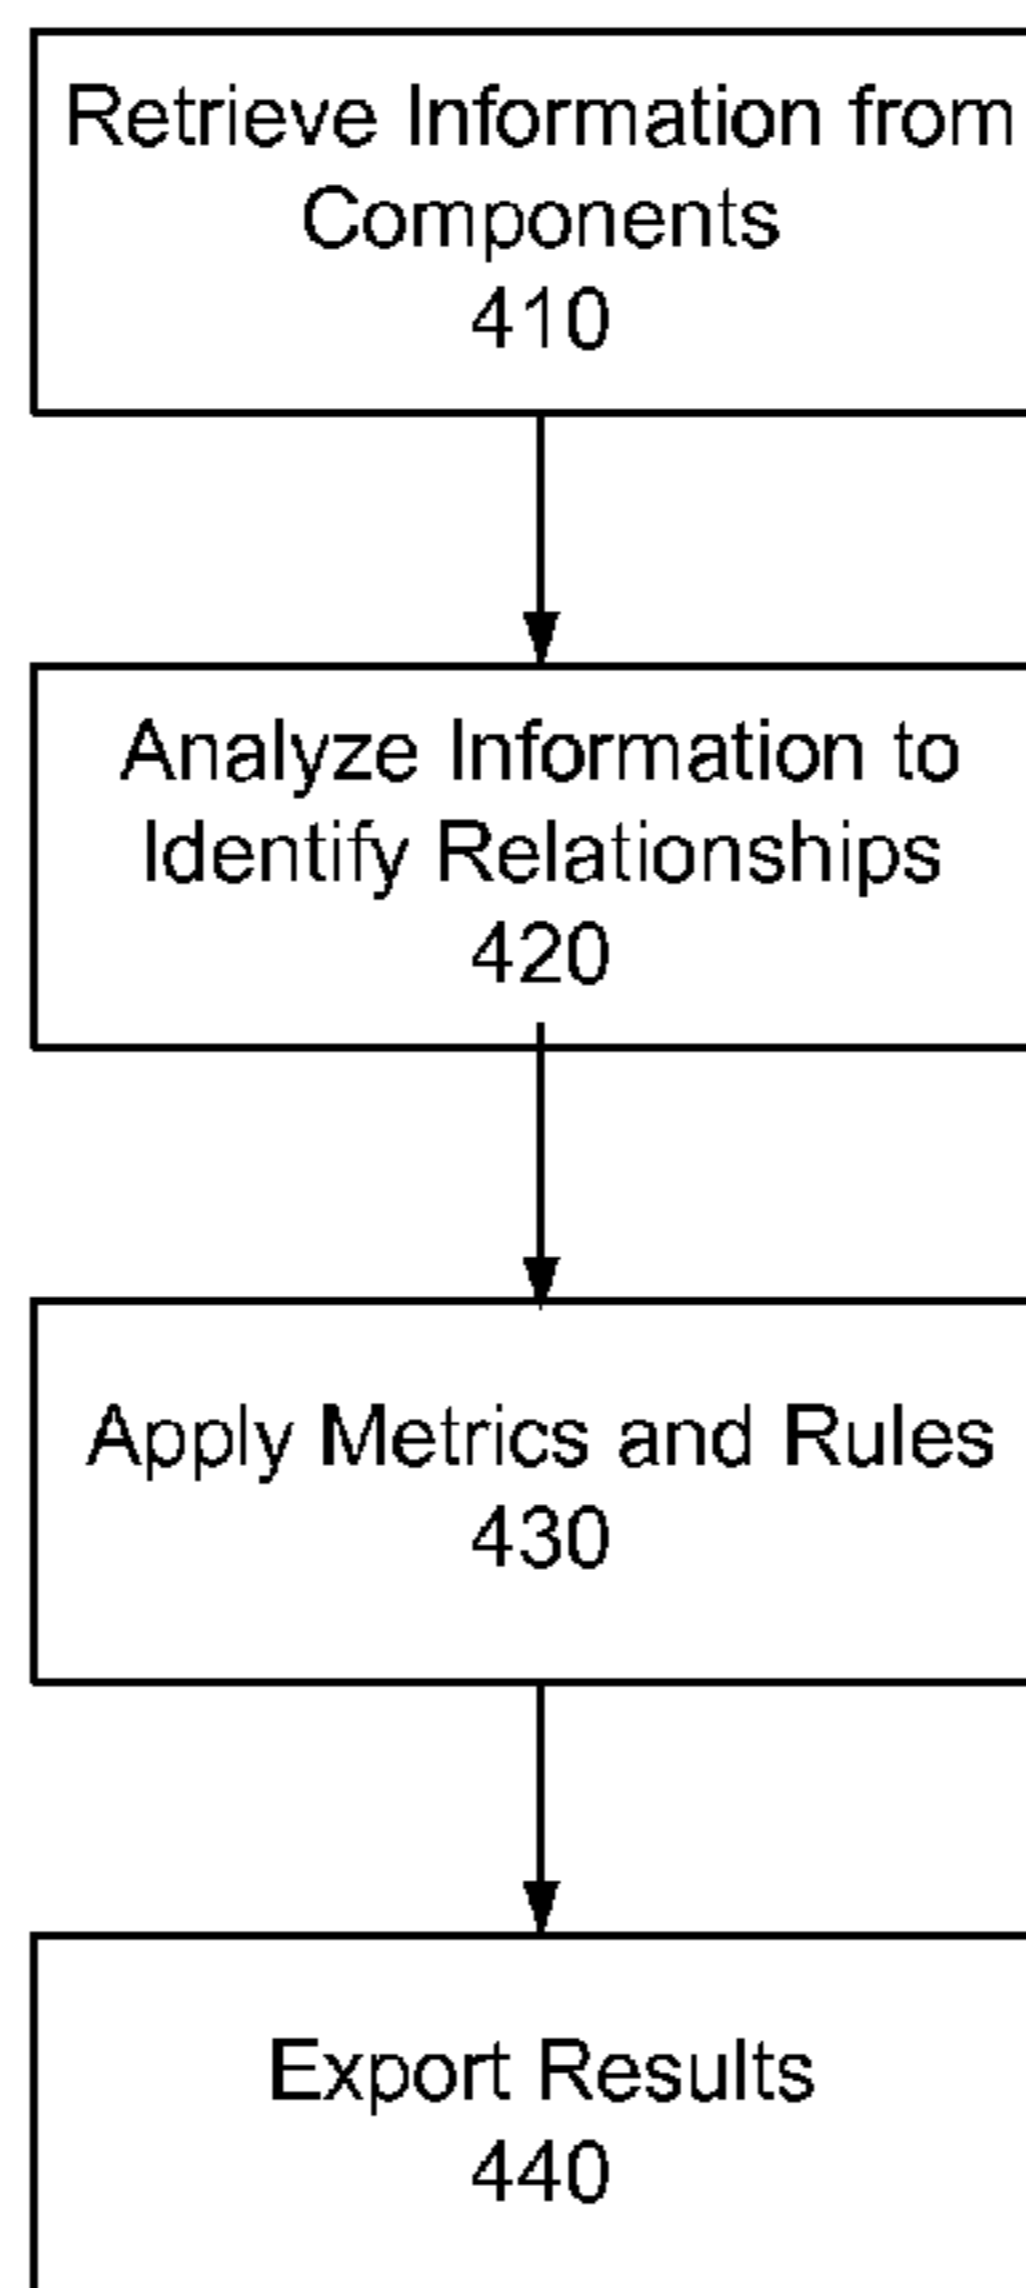 Retrieve Information from
Components
410
Analyze Information to
Identify Relationships
420
Apply Metrics and Rules
430
Export Results
440